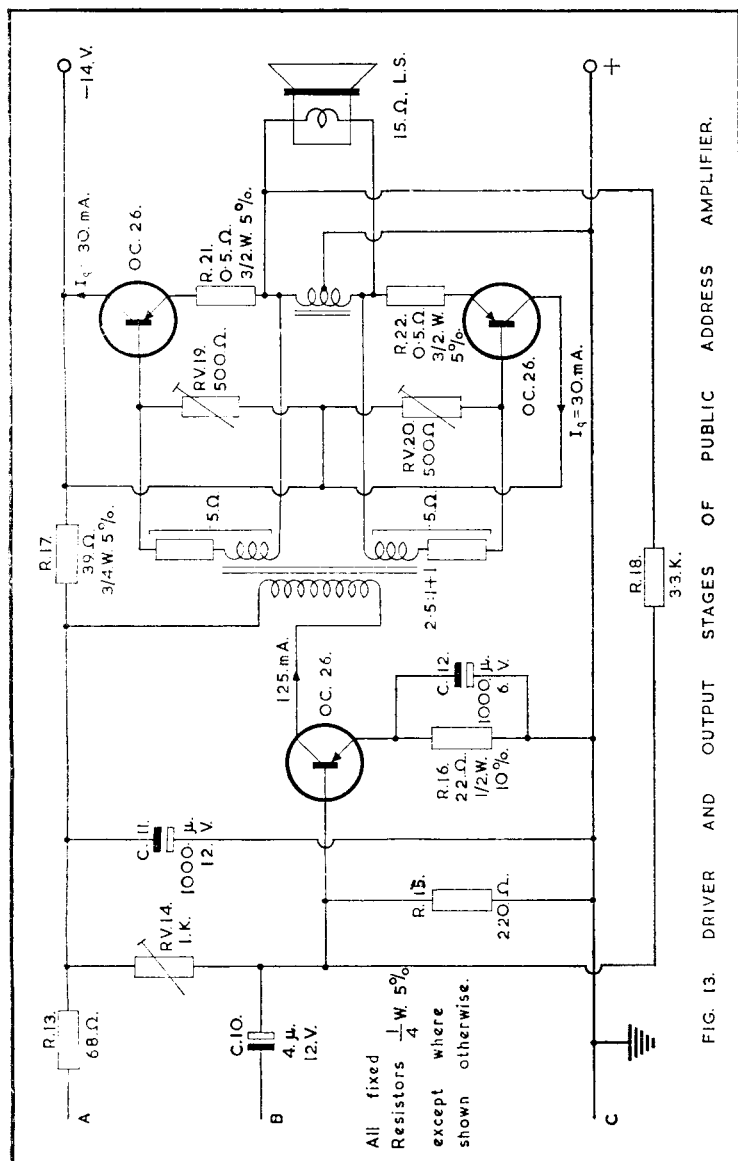 −14.V.
I_q = 30.mA.
OC.26.
R.21.
0·5.Ω.
3/2.W. 5%.
15.Ω. L.S.
RV.19.
500.Ω.
R.22.
0·5.Ω.
3/2.W.
5%.
OC.26.
RV.20.
500.Ω
I_q=30.mA.
·5.Ω
·5.Ω
R.17.
39.Ω
3/4.W. 5%.
2·5:1+1
125.mA.
OC.26.
C.12.
1000.µ.
6. V.
R.16.
22.Ω.
1/2.W.
10%.
R.18.
3·3.K.
+
C.11.
1000. µ.
12. V.
RV.14.
1.K.
R.15.
220.Ω.
R.13.
68.Ω.
C.10.
4.µ.
12.V.
A
B
C
All fixed
Resistors 1/4 W. 5%
except where
shown otherwise.
FIG. 13. DRIVER AND OUTPUT STAGES OF PUBLIC ADDRESS AMPLIFIER.